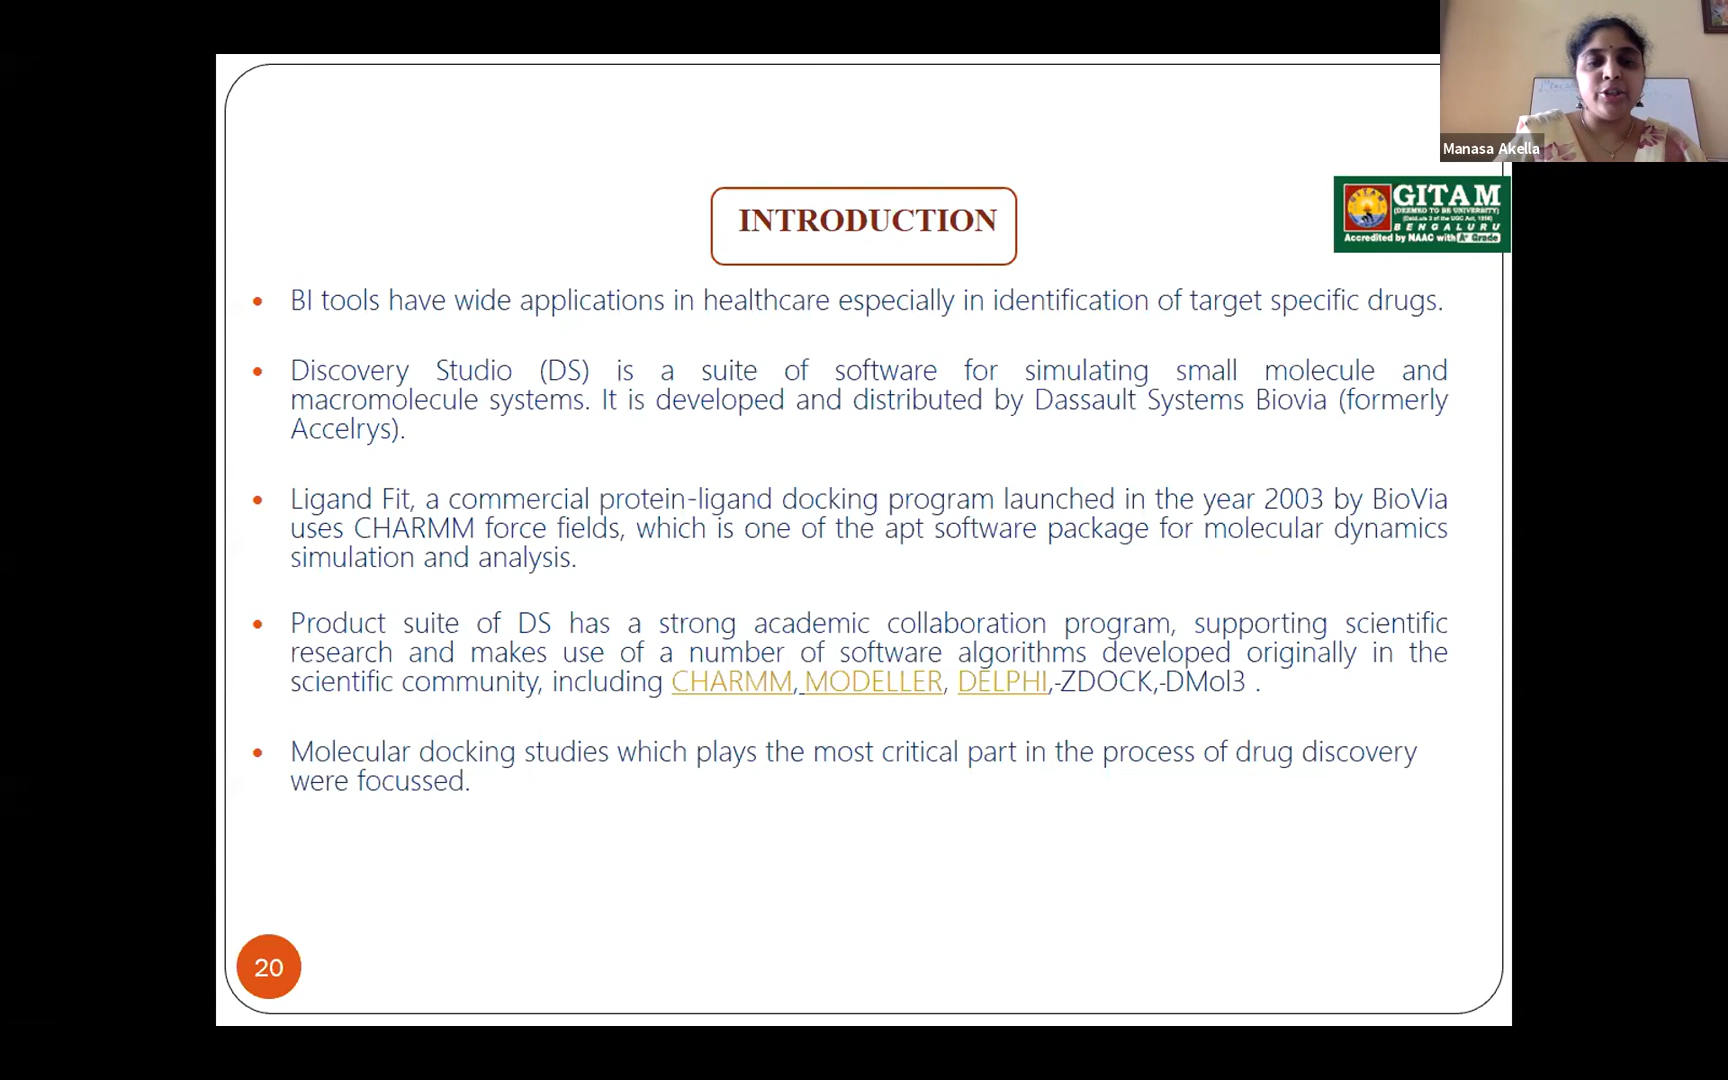 Manasa Akella
GITAM
(DEEMED TO BE UNIVERSITY)
(Estd. u/s 3 of the UGC Act, 1956)
BENGALURU
Accredited by NAAC with A+ Grade
INTRODUCTION
• BI tools have wide applications in healthcare especially in identification of target specific drugs.
• Discovery Studio (DS) is a suite of software for simulating small molecule and
macromolecule systems. It is developed and distributed by Dassault Systems Biovia (formerly
Accelrys).
• Ligand Fit, a commercial protein-ligand docking program launched in the year 2003 by BioVia
uses CHARMM force fields, which is one of the apt software package for molecular dynamics
simulation and analysis.
• Product suite of DS has a strong academic collaboration program, supporting scientific
research and makes use of a number of software algorithms developed originally in the
scientific community, including CHARMM, MODELLER, DELPHI,-ZDOCK,-DMol3 .
• Molecular docking studies which plays the most critical part in the process of drug discovery
were focussed.
20